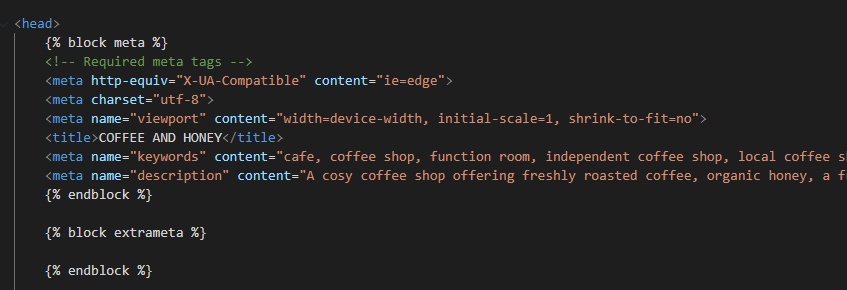 <head>
{% block meta %}
<!-- Required meta tags -->
<meta http-equiv="X-UA-Compatible" content="ie=edge">
<meta charset="utf-8">
<meta name="viewport" content="width=device-width, initial-scale=1, shrink-to-fit=no">
<title>COFFEE AND HONEY</title>
<meta name="keywords" content="cafe, coffee shop, function room, independent coffee shop, local coffee
<meta name="description" content="A cosy coffee shop offering freshly roasted coffee, organic honey, a
{% endblock %}
{% block extrameta %}
{% endblock %}